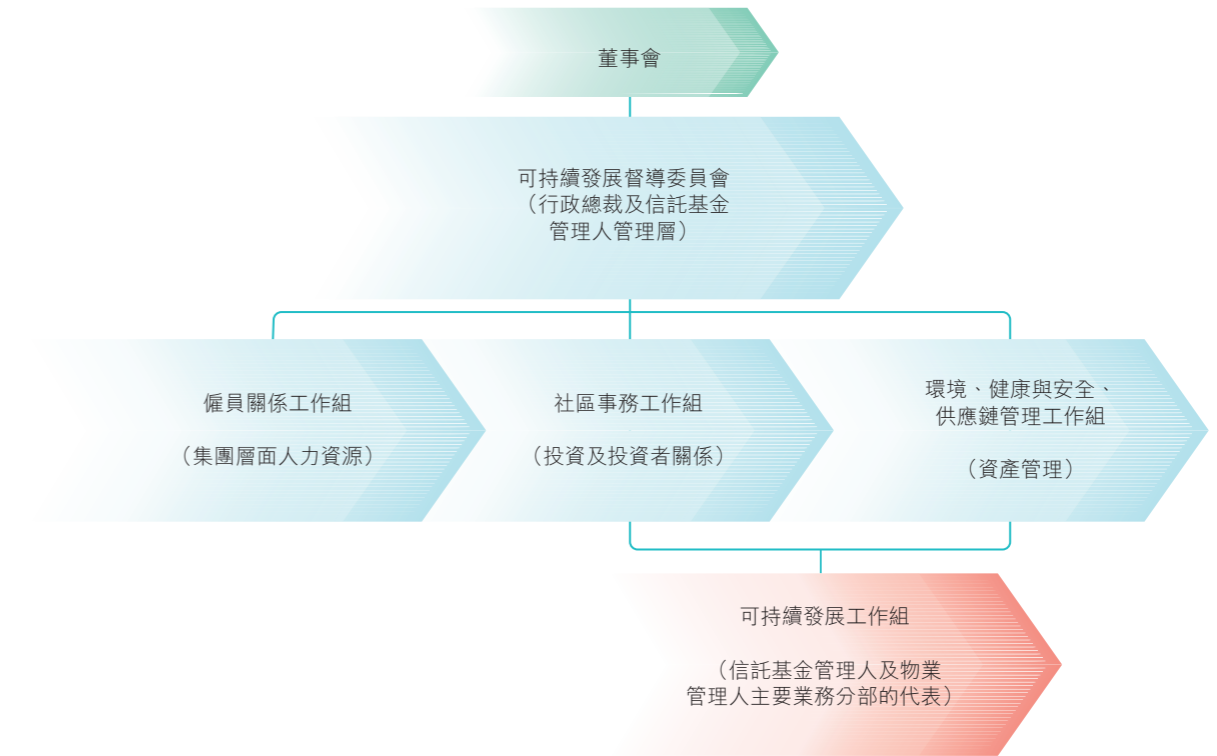 董事會
可持續發展督導委員會
（行政總裁及信託基金
管理人管理層）
僱員關係工作組
（集團層面人力資源）
社區事務工作組
（投資及投資者關係）
環境、健康與安全、
供應鏈管理工作組
（資產管理）
可持續發展工作組
（信託基金管理人及物業
管理人主要業務分部的代表）